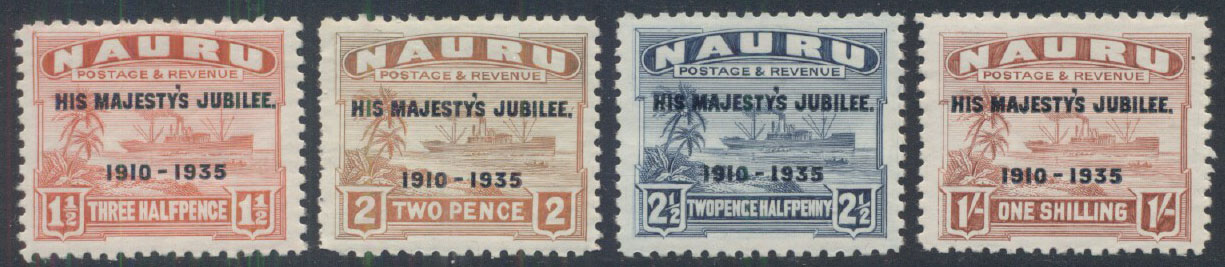 NAURU
POSTAGE & REVENUE
HIS MAJESTY'S JUBILEE.
1910 - 1935
1½ THREE HALFPENCE 1½
NAURU
POSTAGE & REVENUE
HIS MAJESTY'S JUBILEE.
1910 - 1935
2 TWO PENCE 2
NAURU
POSTAGE & REVENUE
HIS MAJESTY'S JUBILEE.
1910 - 1935
2½ TWOPENCE HALFPENNY 2½
NAURU
POSTAGE & REVENUE
HIS MAJESTY'S JUBILEE.
1910 - 1935
1/- ONE SHILLING 1/-